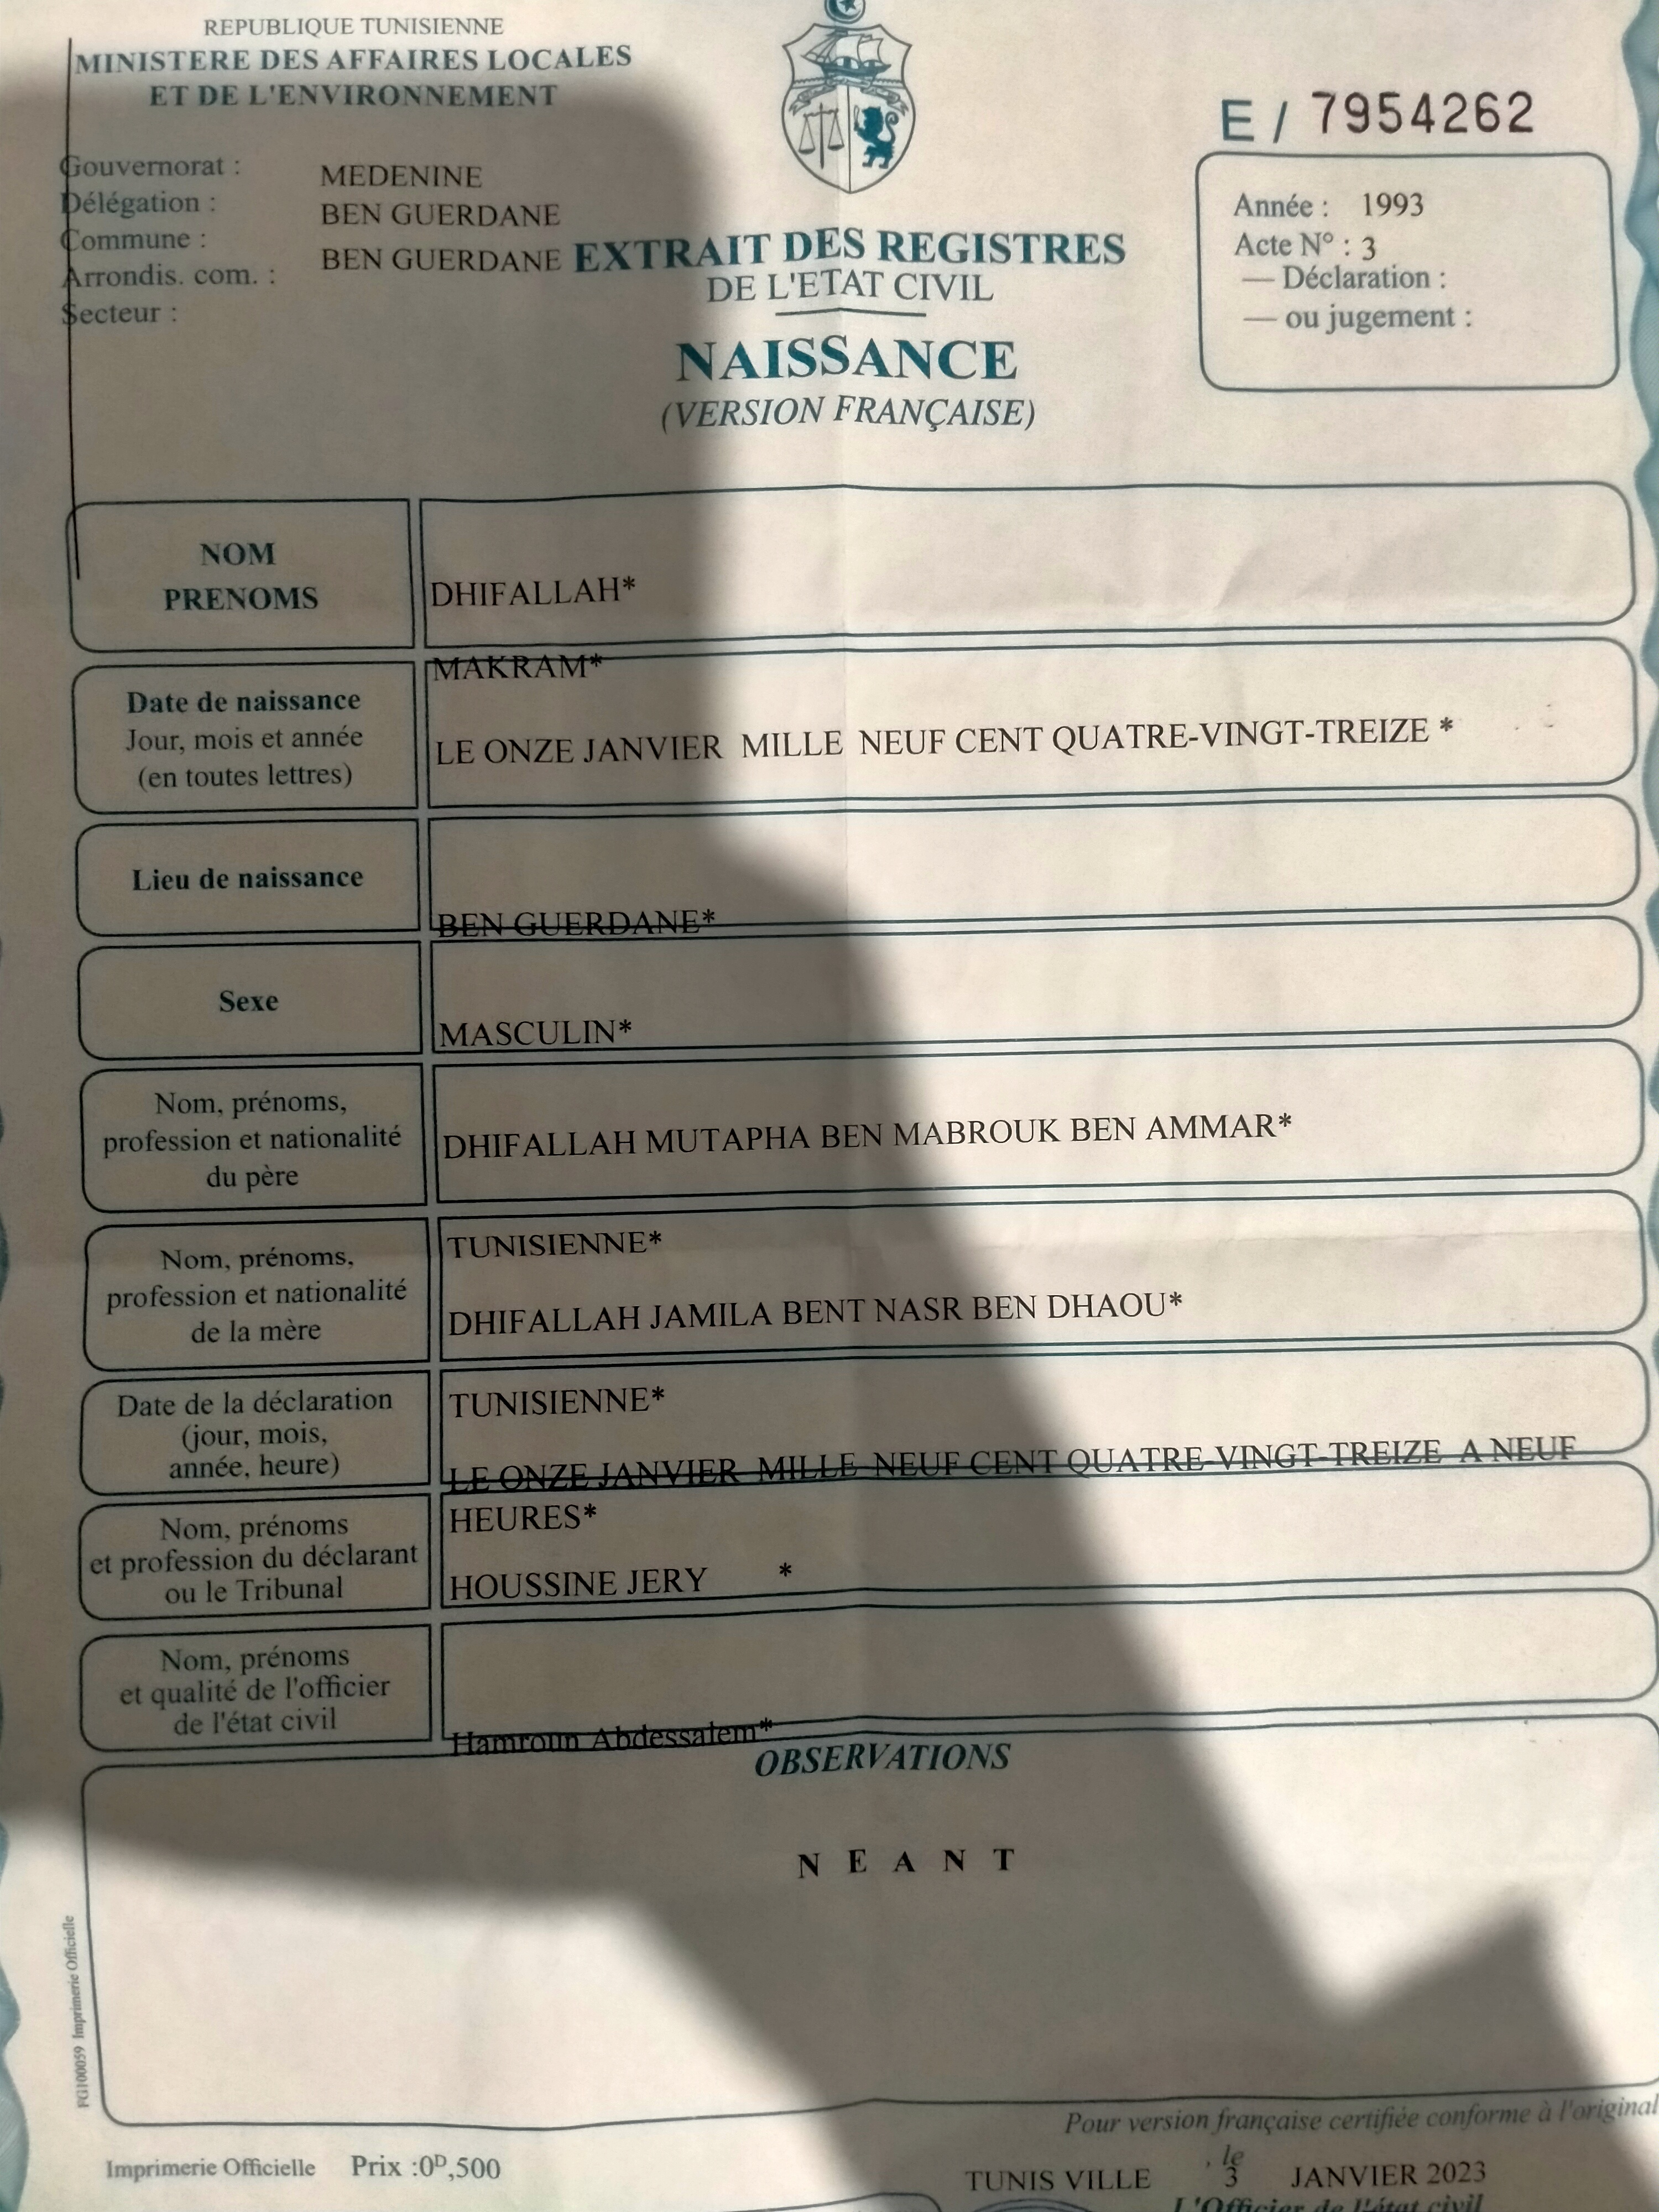 REPUBLIQUE TUNISIENNE
MINISTERE DES AFFAIRES LOCALES
ET DE L'ENVIRONNEMENT
E / 7954262
Gouvernorat : MEDENINE
Délégation : BEN GUERDANE
Commune : BEN GUERDANE
Arrondis. com. :
Secteur :
EXTRAIT DES REGISTRES
DE L'ETAT CIVIL
NAISSANCE
(VERSION FRANÇAISE)
Année : 1993
Acte N° : 3
— Déclaration :
— ou jugement :
NOM
PRENOMS
DHIFALLAH*
MAKRAM*
Date de naissance
Jour, mois et année
(en toutes lettres)
LE ONZE JANVIER MILLE NEUF CENT QUATRE-VINGT-TREIZE *
Lieu de naissance
BEN GUERDANE*
Sexe
MASCULIN*
Nom, prénoms,
profession et nationalité
du père
DHIFALLAH MUTAPHA BEN MABROUK BEN AMMAR*
TUNISIENNE*
Nom, prénoms,
profession et nationalité
de la mère
DHIFALLAH JAMILA BENT NASR BEN DHAOU*
TUNISIENNE*
Date de la déclaration
(jour, mois,
année, heure)
LE ONZE JANVIER MILLE NEUF CENT QUATRE-VINGT-TREIZE A NEUF
HEURES*
Nom, prénoms
et profession du déclarant
ou le Tribunal
HOUSSINE JERY *
Nom, prénoms
et qualité de l'officier
de l'état civil
Hamroun Abdessalem*
OBSERVATIONS
N E A N T
FG100059 Imprimerie Officielle
Pour version française certifiée conforme à l'original
Imprimerie Officielle Prix :0ᴰ,500
TUNIS VILLE , le 3 JANVIER 2023
L'Officier de l'état civil